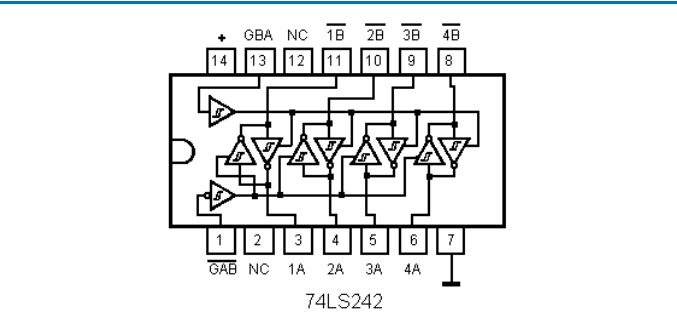 + GBA NC 1B 2B 3B 4B
14 13 12 11 10 9 8
1 2 3 4 5 6 7
GAB NC 1A 2A 3A 4A
74LS242